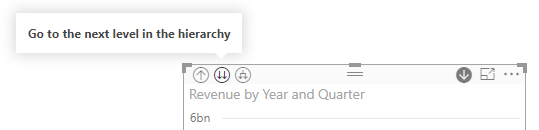 Go to the next level in the hierarchy
Revenue by Year and Quarter
6bn